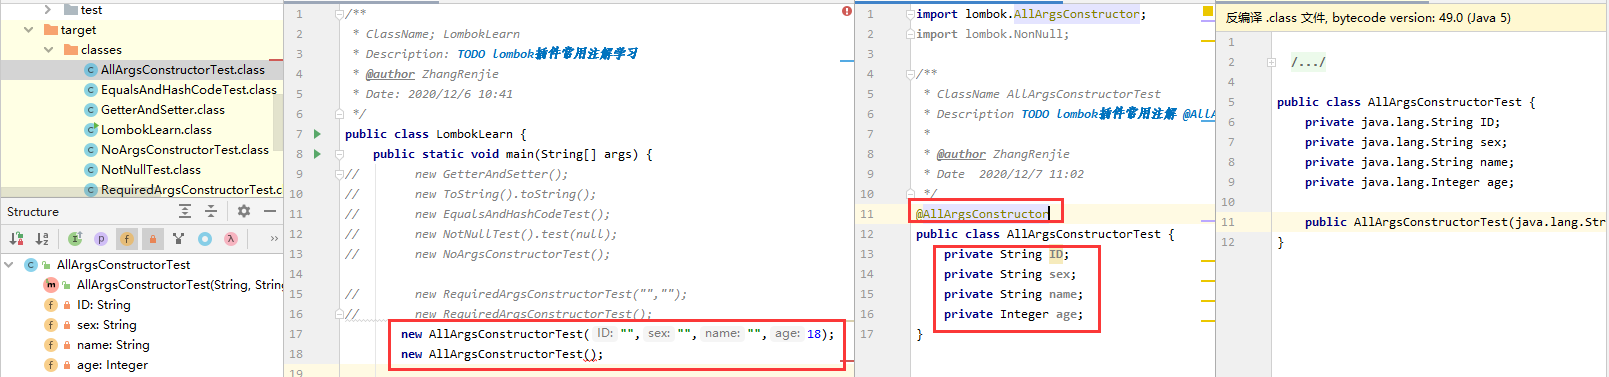 test
target
classes
AllArgsConstructorTest.class
EqualsAndHashCodeTest.class
GetterAndSetter.class
LombokLearn.class
NoArgsConstructorTest.class
NotNullTest.class
RequiredArgsConstructorTest.c
Structure
AllArgsConstructorTest
AllArgsConstructorTest(String, String
ID: String
sex: String
name: String
age: Integer
1 /**
2 * ClassName; LombokLearn
3 * Description: TODO lombok插件常用注解学习
4 * @author ZhangRenjie
5 * Date: 2020/12/6 10:41
6 */
7 public class LombokLearn {
8 public static void main(String[] args) {
9 // new GetterAndSetter();
10 // new ToString().toString();
11 // new EqualsAndHashCodeTest();
12 // new NotNullTest().test(null);
13 // new NoArgsConstructorTest();
14
15 // new RequiredArgsConstructorTest("","");
16 // new RequiredArgsConstructorTest();
17 new AllArgsConstructorTest( ID: "", sex: "", name: "", age: 18);
18 new AllArgsConstructorTest();
19
1 import lombok.AllArgsConstructor;
2 import lombok.NonNull;
3
4 /**
5 * ClassName AllArgsConstructorTest
6 * Description TODO lombok插件常用注解 @AllA
7 *
8 * @author ZhangRenjie
9 * Date 2020/12/7 11:02
10 */
11 @AllArgsConstructor
12 public class AllArgsConstructorTest {
13 private String ID;
14 private String sex;
15 private String name;
16 private Integer age;
17 }
反编译 .class 文件, bytecode version: 49.0 (Java 5)
1
2 /.../
4
5 public class AllArgsConstructorTest {
6 private java.lang.String ID;
7 private java.lang.String sex;
8 private java.lang.String name;
9 private java.lang.Integer age;
10
11 public AllArgsConstructorTest(java.lang.Str
12 }